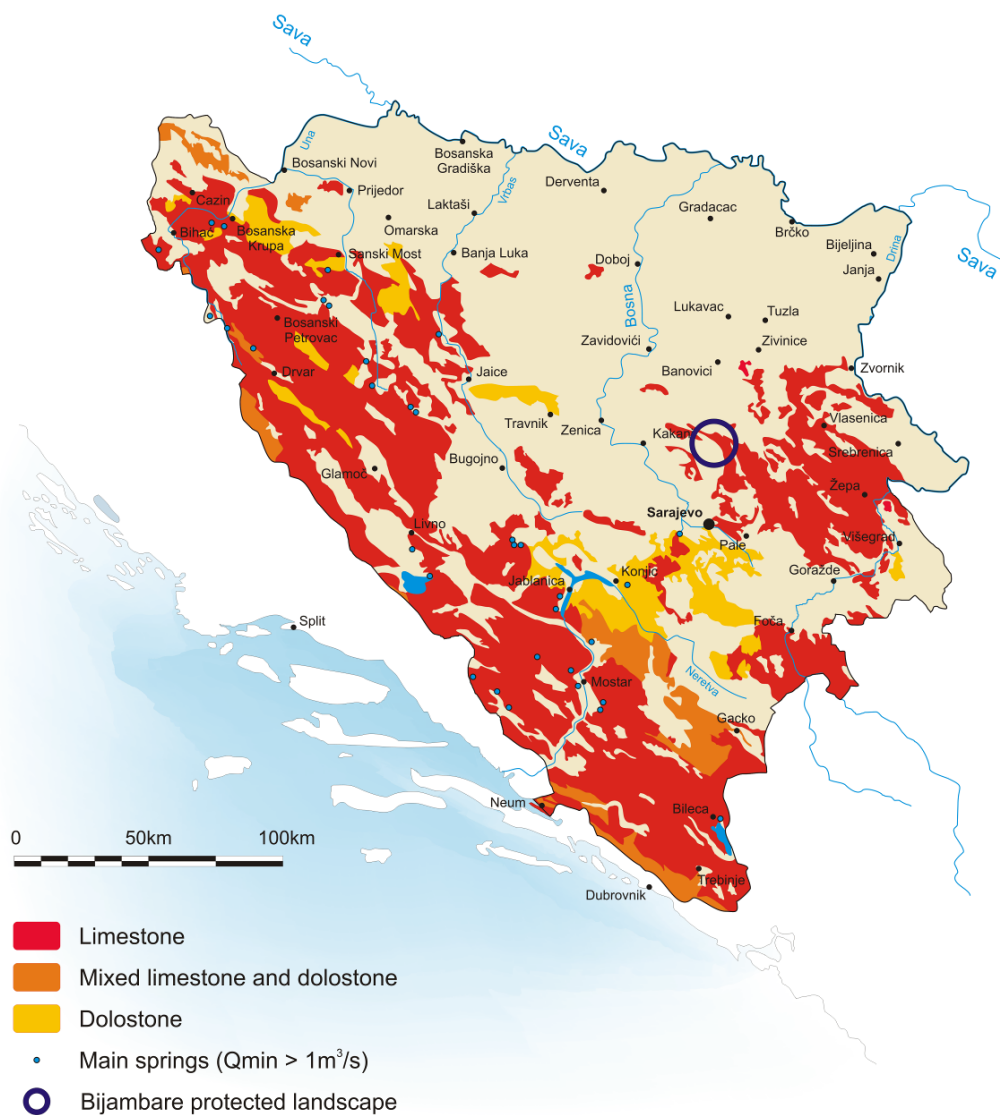 Sava
Sava
Una
Bosanski Novi
Bosanska
Gradiška
Vrbas
Derventa
Cazin
Prijedor
Laktaši
Omarska
Gradacac
Brčko
Bijeljina
Drina
Sava
Bihać
Bosanska
Krupa
Sanski Most
Banja Luka
Doboj
Janja
Bosna
Lukavac
Tuzla
Bosanski
Petrovac
Zavidovići
Zivinice
Banovici
Zvornik
Drvar
Jaice
Travnik
Zenica
Kakanj
Vlasenica
Srebrenica
Glamoč
Bugojno
Žepa
Livno
Sarajevo
Pale
Višegrad
Jablanica
Konjic
Goražde
Split
Foča
Neretva
Mostar
Gacko
Neum
Bileca
Trebinje
Dubrovnik
0 50km 100km
Limestone
Mixed limestone and dolostone
Dolostone
Main springs (Qmin > 1m³/s)
Bijambare protected landscape